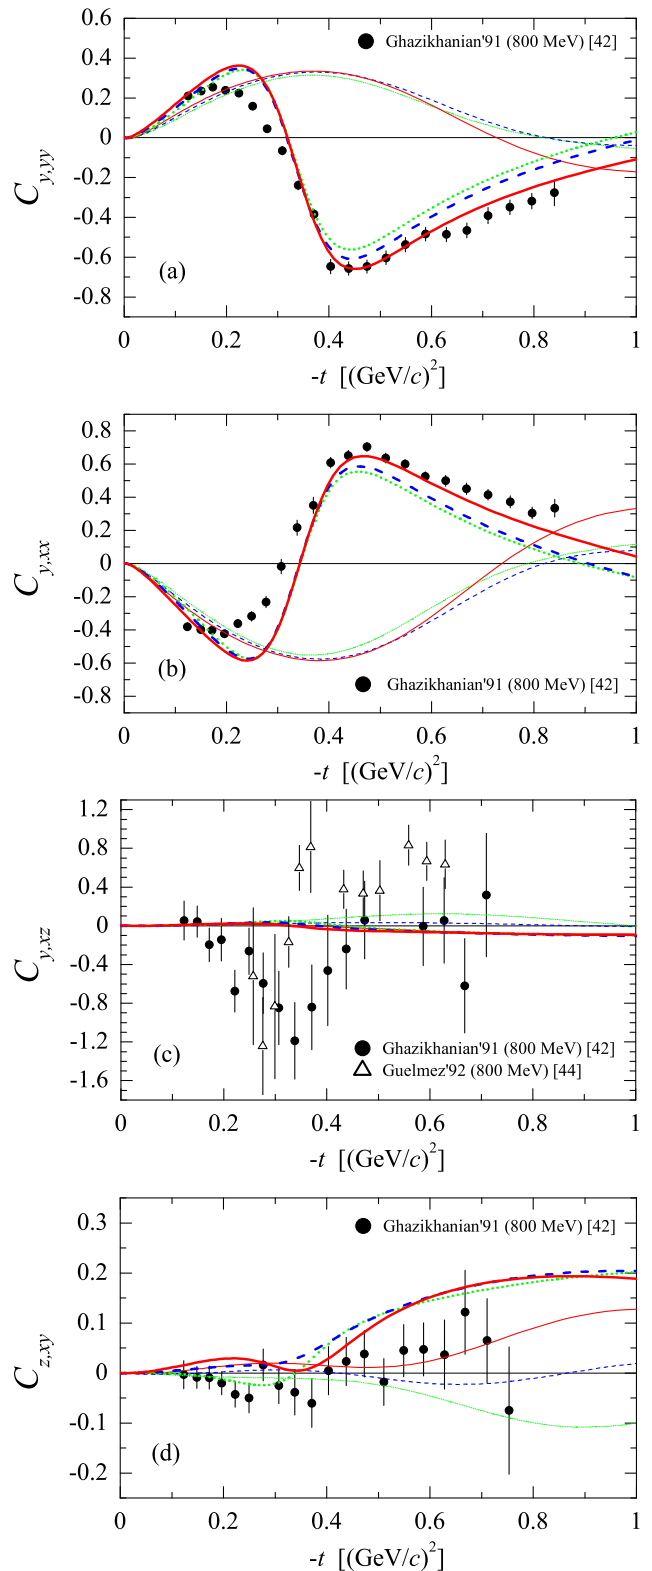 0.6
Ghazikhanian'91 (800 MeV) [42]
0.4
0.2
0
-0.2
-0.4
-0.6
-0.8
C_{y,yy}
(a)
0 0.2 0.4 0.6 0.8 1
-t [(GeV/c)^2]
0.8
0.6
0.4
0.2
0
-0.2
-0.4
-0.6
-0.8
C_{y,xx}
(b)
Ghazikhanian'91 (800 MeV) [42]
0 0.2 0.4 0.6 0.8 1
-t [(GeV/c)^2]
1.2
0.8
0.4
0
-0.4
-0.8
-1.2
-1.6
C_{y,xz}
(c)
Ghazikhanian'91 (800 MeV) [42]
Guelmez'92 (800 MeV) [44]
0 0.2 0.4 0.6 0.8 1
-t [(GeV/c)^2]
0.3
Ghazikhanian'91 (800 MeV) [42]
0.2
0.1
0
-0.1
-0.2
C_{z,xy}
(d)
0 0.2 0.4 0.6 0.8 1
-t [(GeV/c)^2]